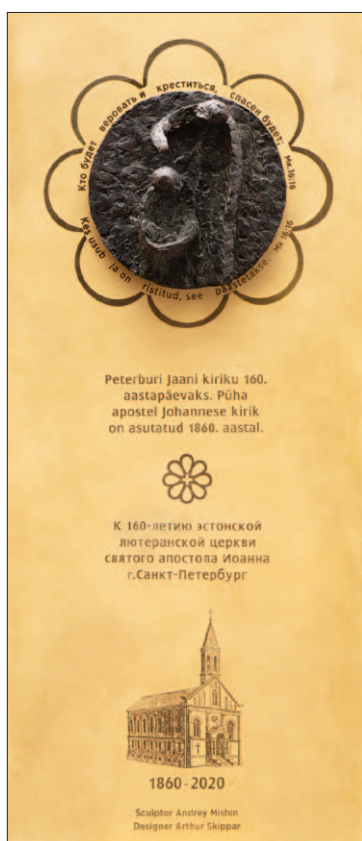 Кто будет веровать и креститься, спасен будет; Мк 16:16
Kes usub ja on ristitud, see päästetakse. Mk 16:16
Peterburi Jaani kiriku 160.
aastapäevaks. Püha
apostel Johannese kirik
on asutatud 1860. aastal.
К 160-летию эстонской
лютеранской церкви
святого апостола Иоанна
г.Санкт-Петербург
1860-2020
Sculptor Andrey Mishin
Designer Arthur Skippar